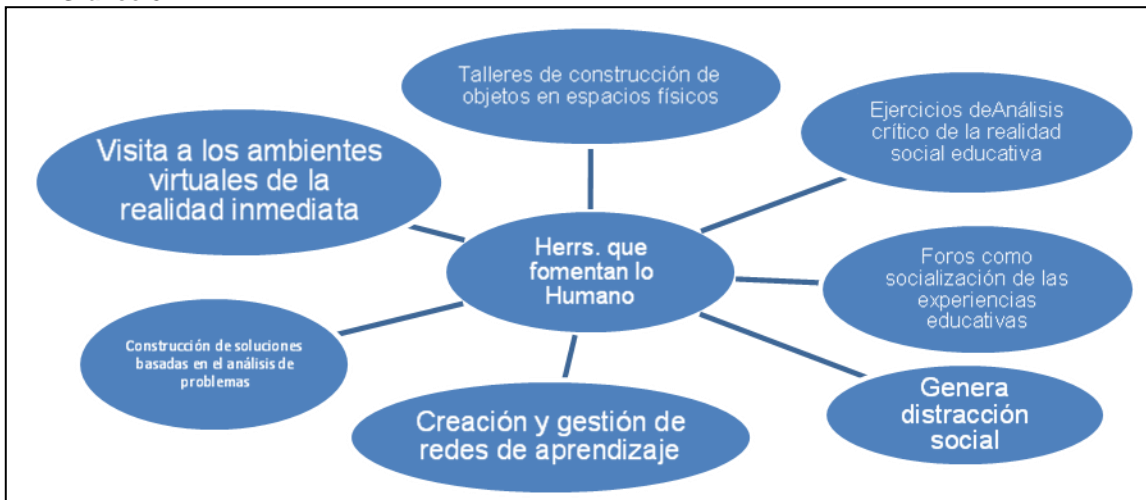 Talleres de construcción de
objetos en espacios físicos
Ejercicios deAnálisis
crítico de la realidad
social educativa
Visita a los ambientes
virtuales de la
realidad inmediata
Herrs. que
fomentan lo
Humano
Foros como
socialización de las
experiencias
educativas
Construcción de soluciones
basadas en el análisis de
problemas
Genera
distracción
social
Creación y gestión de
redes de aprendizaje